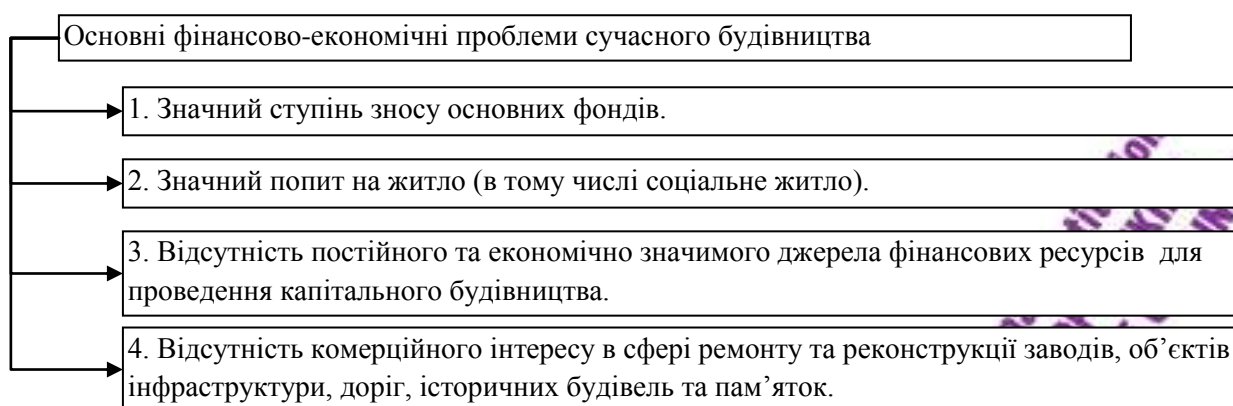 Основні фінансово-економічні проблеми сучасного будівництва
1. Значний ступінь зносу основних фондів.
2. Значний попит на житло (в тому числі соціальне житло).
3. Відсутність постійного та економічно значимого джерела фінансових ресурсів для
проведення капітального будівництва.
4. Відсутність комерційного інтересу в сфері ремонту та реконструкції заводів, об’єктів
інфраструктури, доріг, історичних будівель та пам’яток.